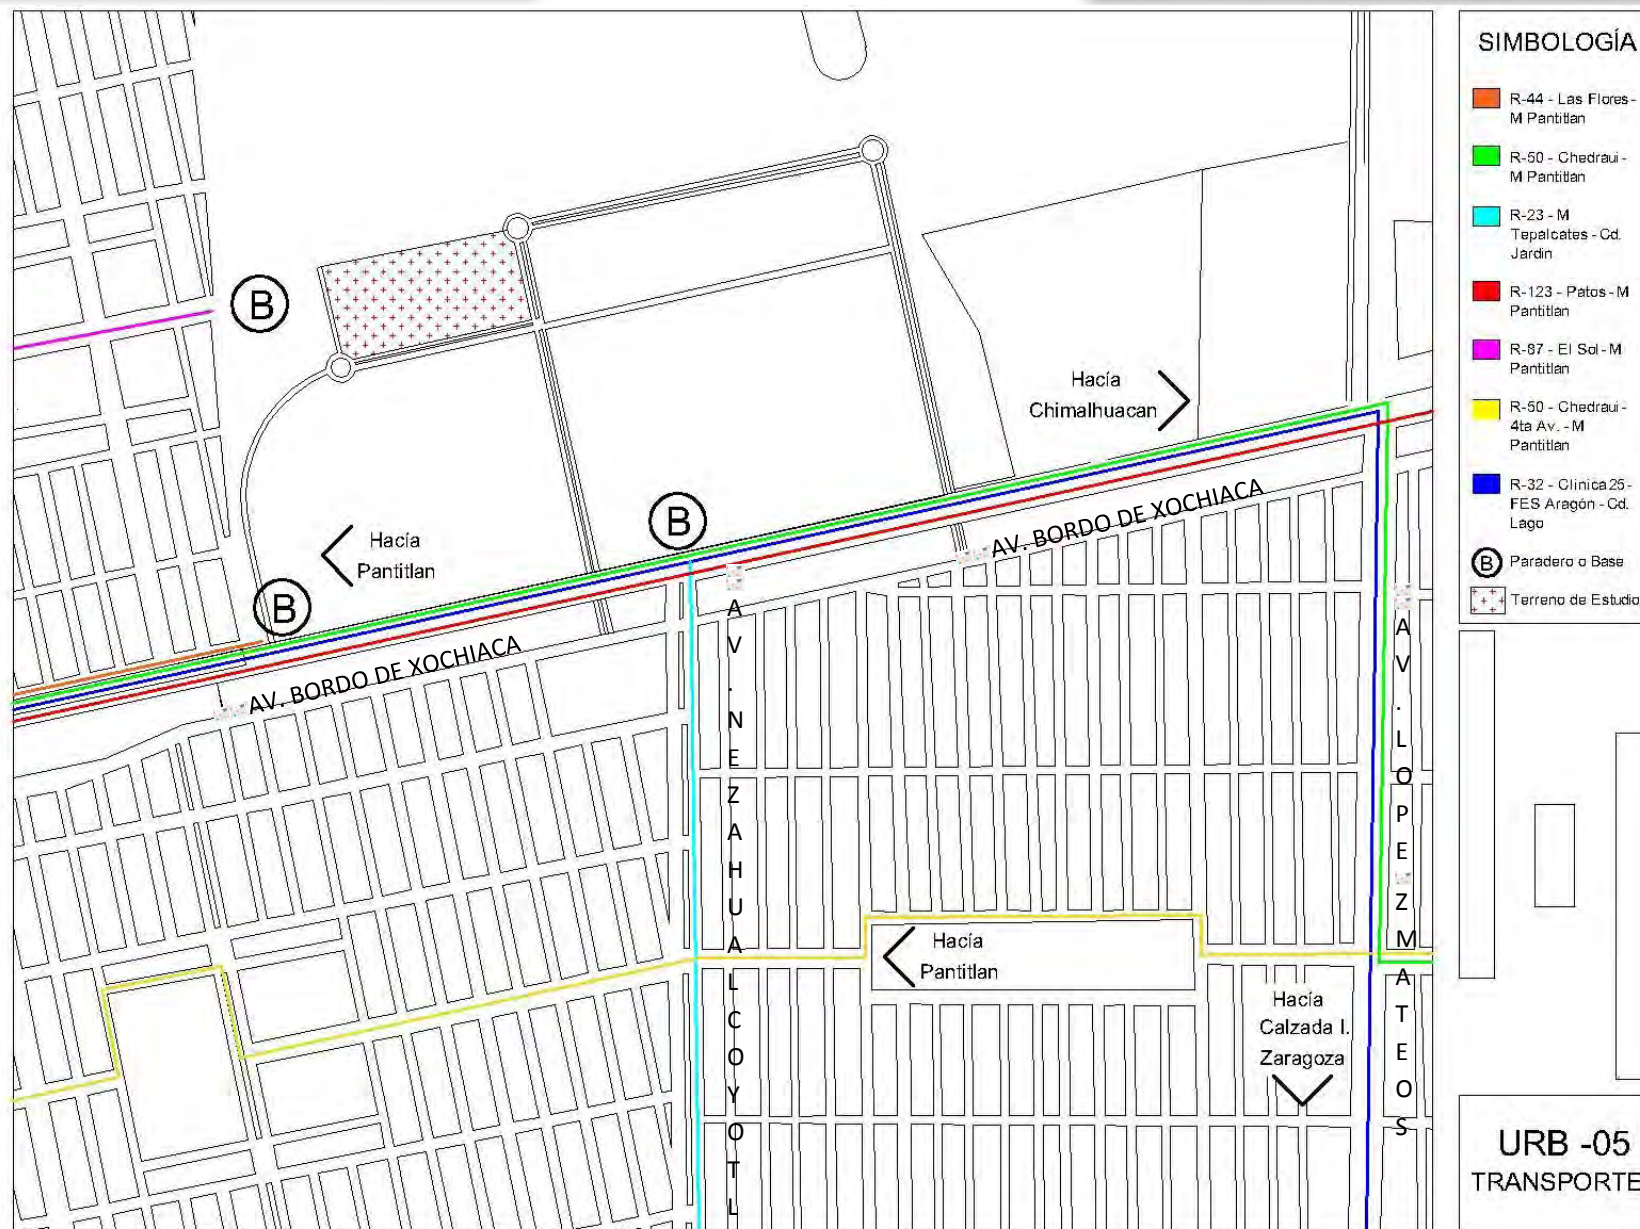 SIMBOLOGÍA
R-44 - Las Flores -
M Pantitlan
R-50 - Chedraui -
M Pantitlan
R-23 - M
Tepalcates - Cd.
Jardin
R-123 - Patos - M
Pantitlan
R-87 - El Sol - M
Pantitlan
R-50 - Chedraui -
4ta Av. - M
Pantitlan
R-32 - Clinica 25 -
FES Aragón - Cd.
Lago
B Paradero o Base
Terreno de Estudio
B
Hacía
Chimalhuacan
B
Hacía
Pantitlan
B
AV. BORDO DE XOCHIACA
AV. BORDO DE XOCHIACA
AV. NEZAHUALCOYOTL
AV. LOPEZ MATEOS
Hacía
Pantitlan
Hacía
Calzada I.
Zaragoza
URB -05
TRANSPORTE